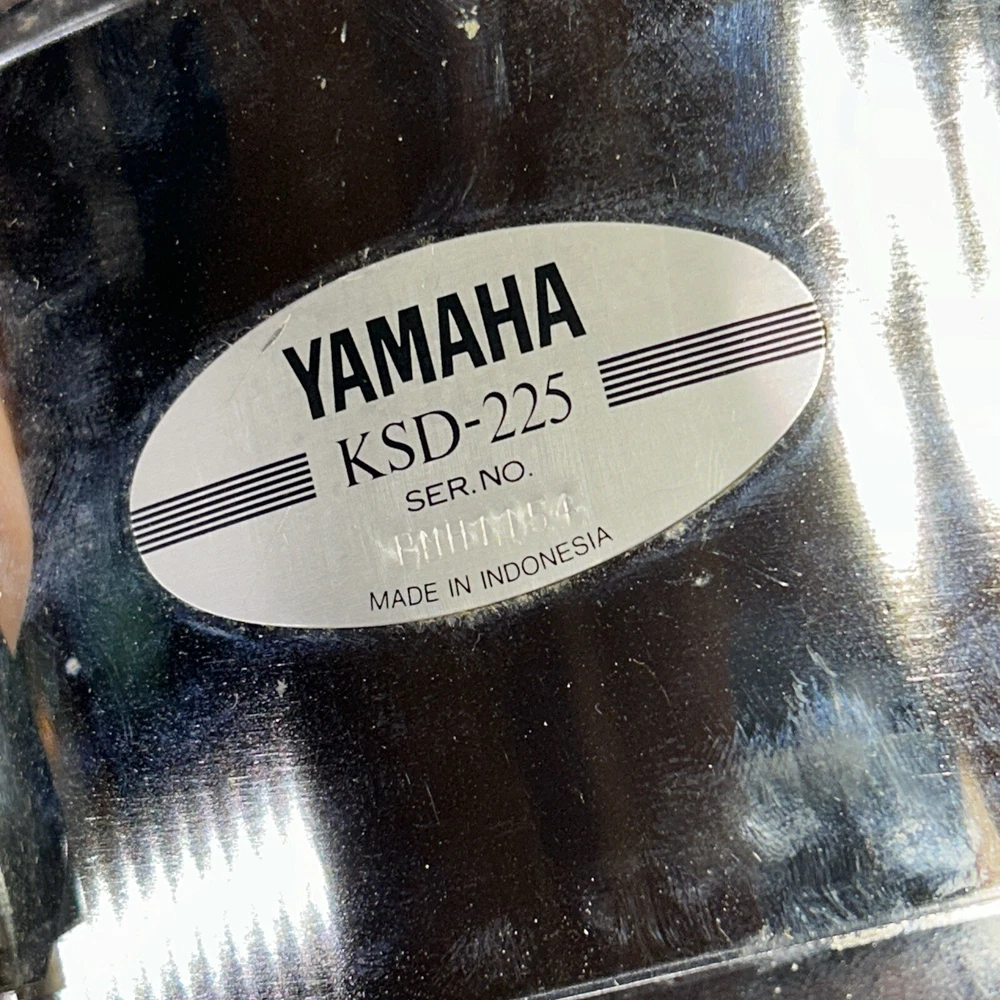 YAMAHA
KSD-225
SER. NO.
MADE IN INDONESIA